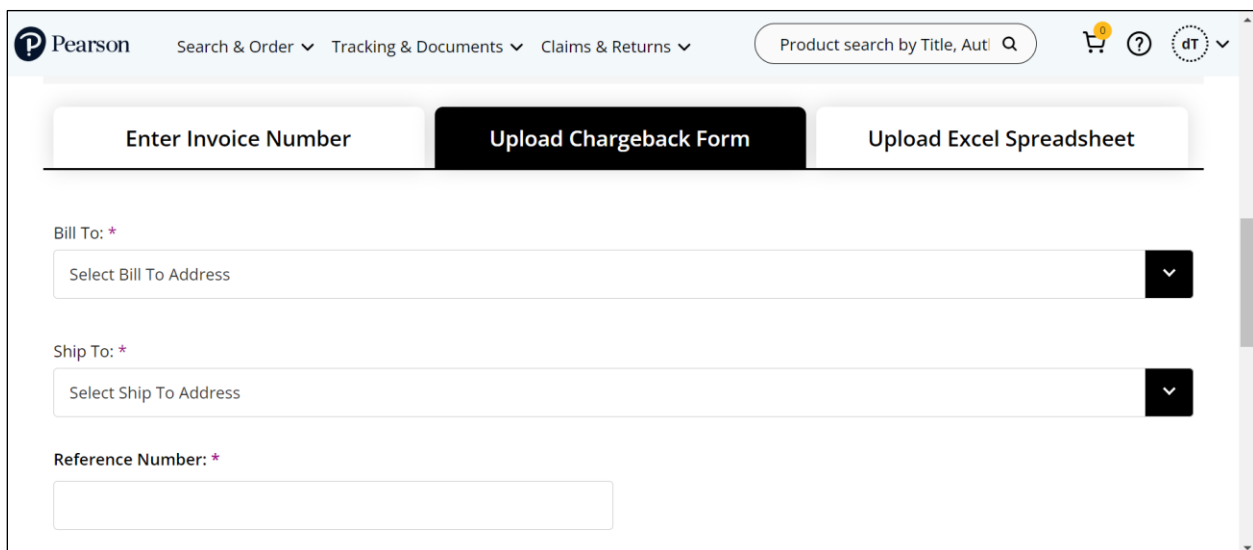 Pearson
Search & Order Tracking & Documents Claims & Returns Product search by Title, Aut 0 ? dT
Enter Invoice Number Upload Chargeback Form Upload Excel Spreadsheet
Bill To: *
Select Bill To Address
Ship To: *
Select Ship To Address
Reference Number: *